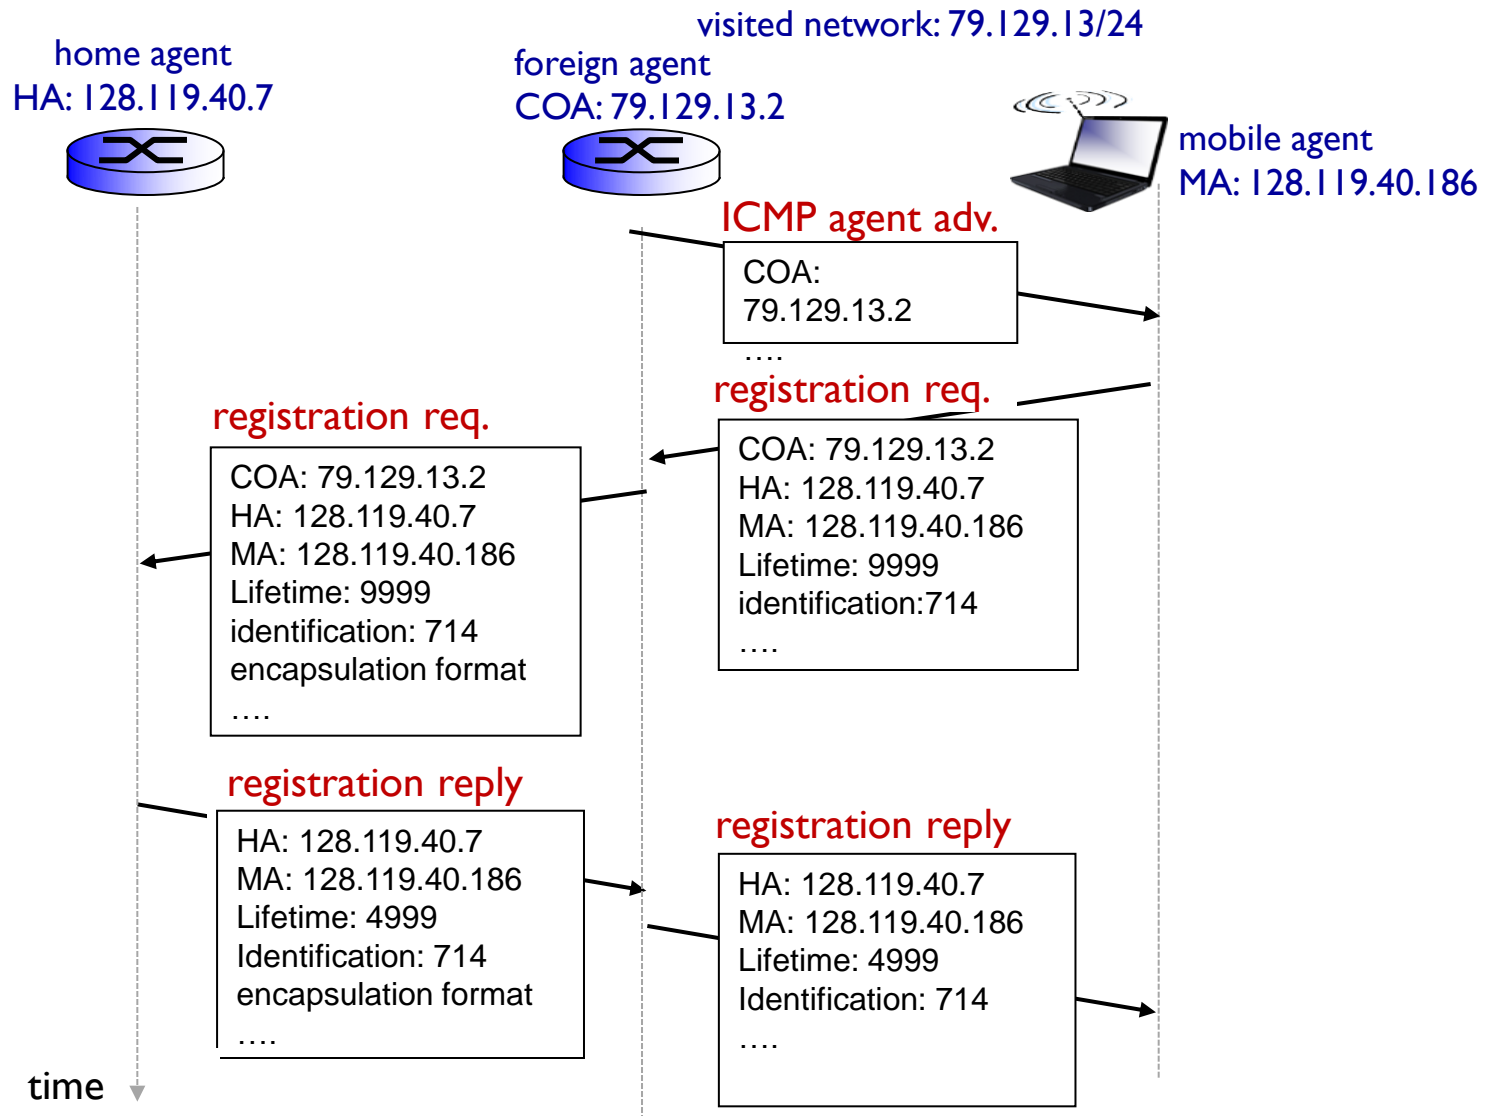 visited network: 79.129.13/24
home agent
HA: 128.119.40.7
foreign agent
COA: 79.129.13.2
mobile agent
MA: 128.119.40.186
ICMP agent adv.
COA:
79.129.13.2
….
registration req.
COA: 79.129.13.2
HA: 128.119.40.7
MA: 128.119.40.186
Lifetime: 9999
identification:714
….
registration req.
COA: 79.129.13.2
HA: 128.119.40.7
MA: 128.119.40.186
Lifetime: 9999
identification: 714
encapsulation format
….
registration reply
HA: 128.119.40.7
MA: 128.119.40.186
Lifetime: 4999
Identification: 714
encapsulation format
….
registration reply
HA: 128.119.40.7
MA: 128.119.40.186
Lifetime: 4999
Identification: 714
….
time